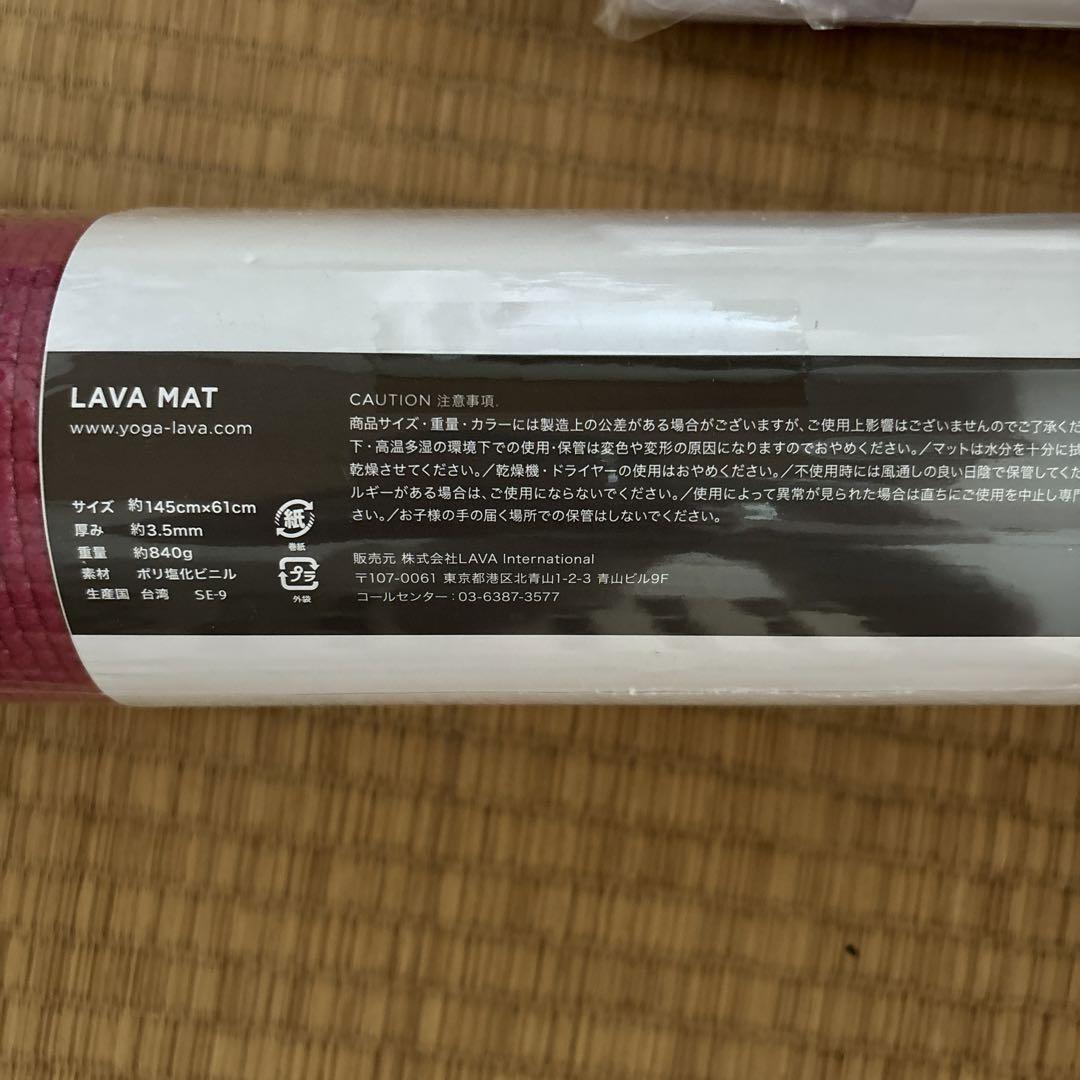 LAVA MAT
www.yoga-lava.com
サイズ 約145cm×61cm
厚み 約3.5mm
重量 約840g
素材 ポリ塩化ビニル
生産国 台湾 SE-9
紙
巻紙
プラ
外袋
CAUTION 注意事項.
商品サイズ・重量・カラーには製造上の公差がある場合がございますが、ご使用上影響はございませんのでご了承くだ
下・高温多湿の環境下での使用・保管は変色や変形の原因になりますのでおやめください。/マットは水分を十分に拭
乾燥させてください。/乾燥機・ドライヤーの使用はおやめください。/不使用時には風通しの良い日陰で保管してくだ
ルギーがある場合は、ご使用にならないでください。/使用によって異常が見られた場合は直ちにご使用を中止し専門
さい。/お子様の手の届く場所での保管はしないでください。
販売元 株式会社LAVA International
〒107-0061 東京都港区北青山1-2-3 青山ビル9F
コールセンター：03-6387-3577